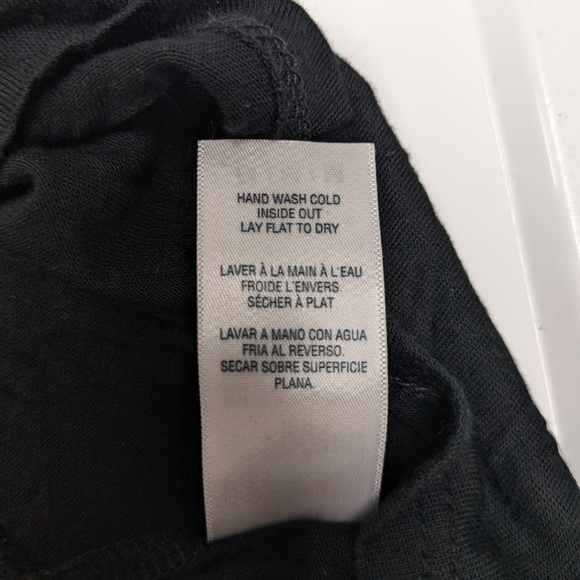 HAND WASH COLD
INSIDE OUT
LAY FLAT TO DRY
LAVER À LA MAIN À L'EAU
FROIDE L'ENVERS
SÉCHER À PLAT
LAVAR A MANO CON AGUA
FRIA AL REVERSO.
SECAR SOBRE SUPERFICIE
PLANA.